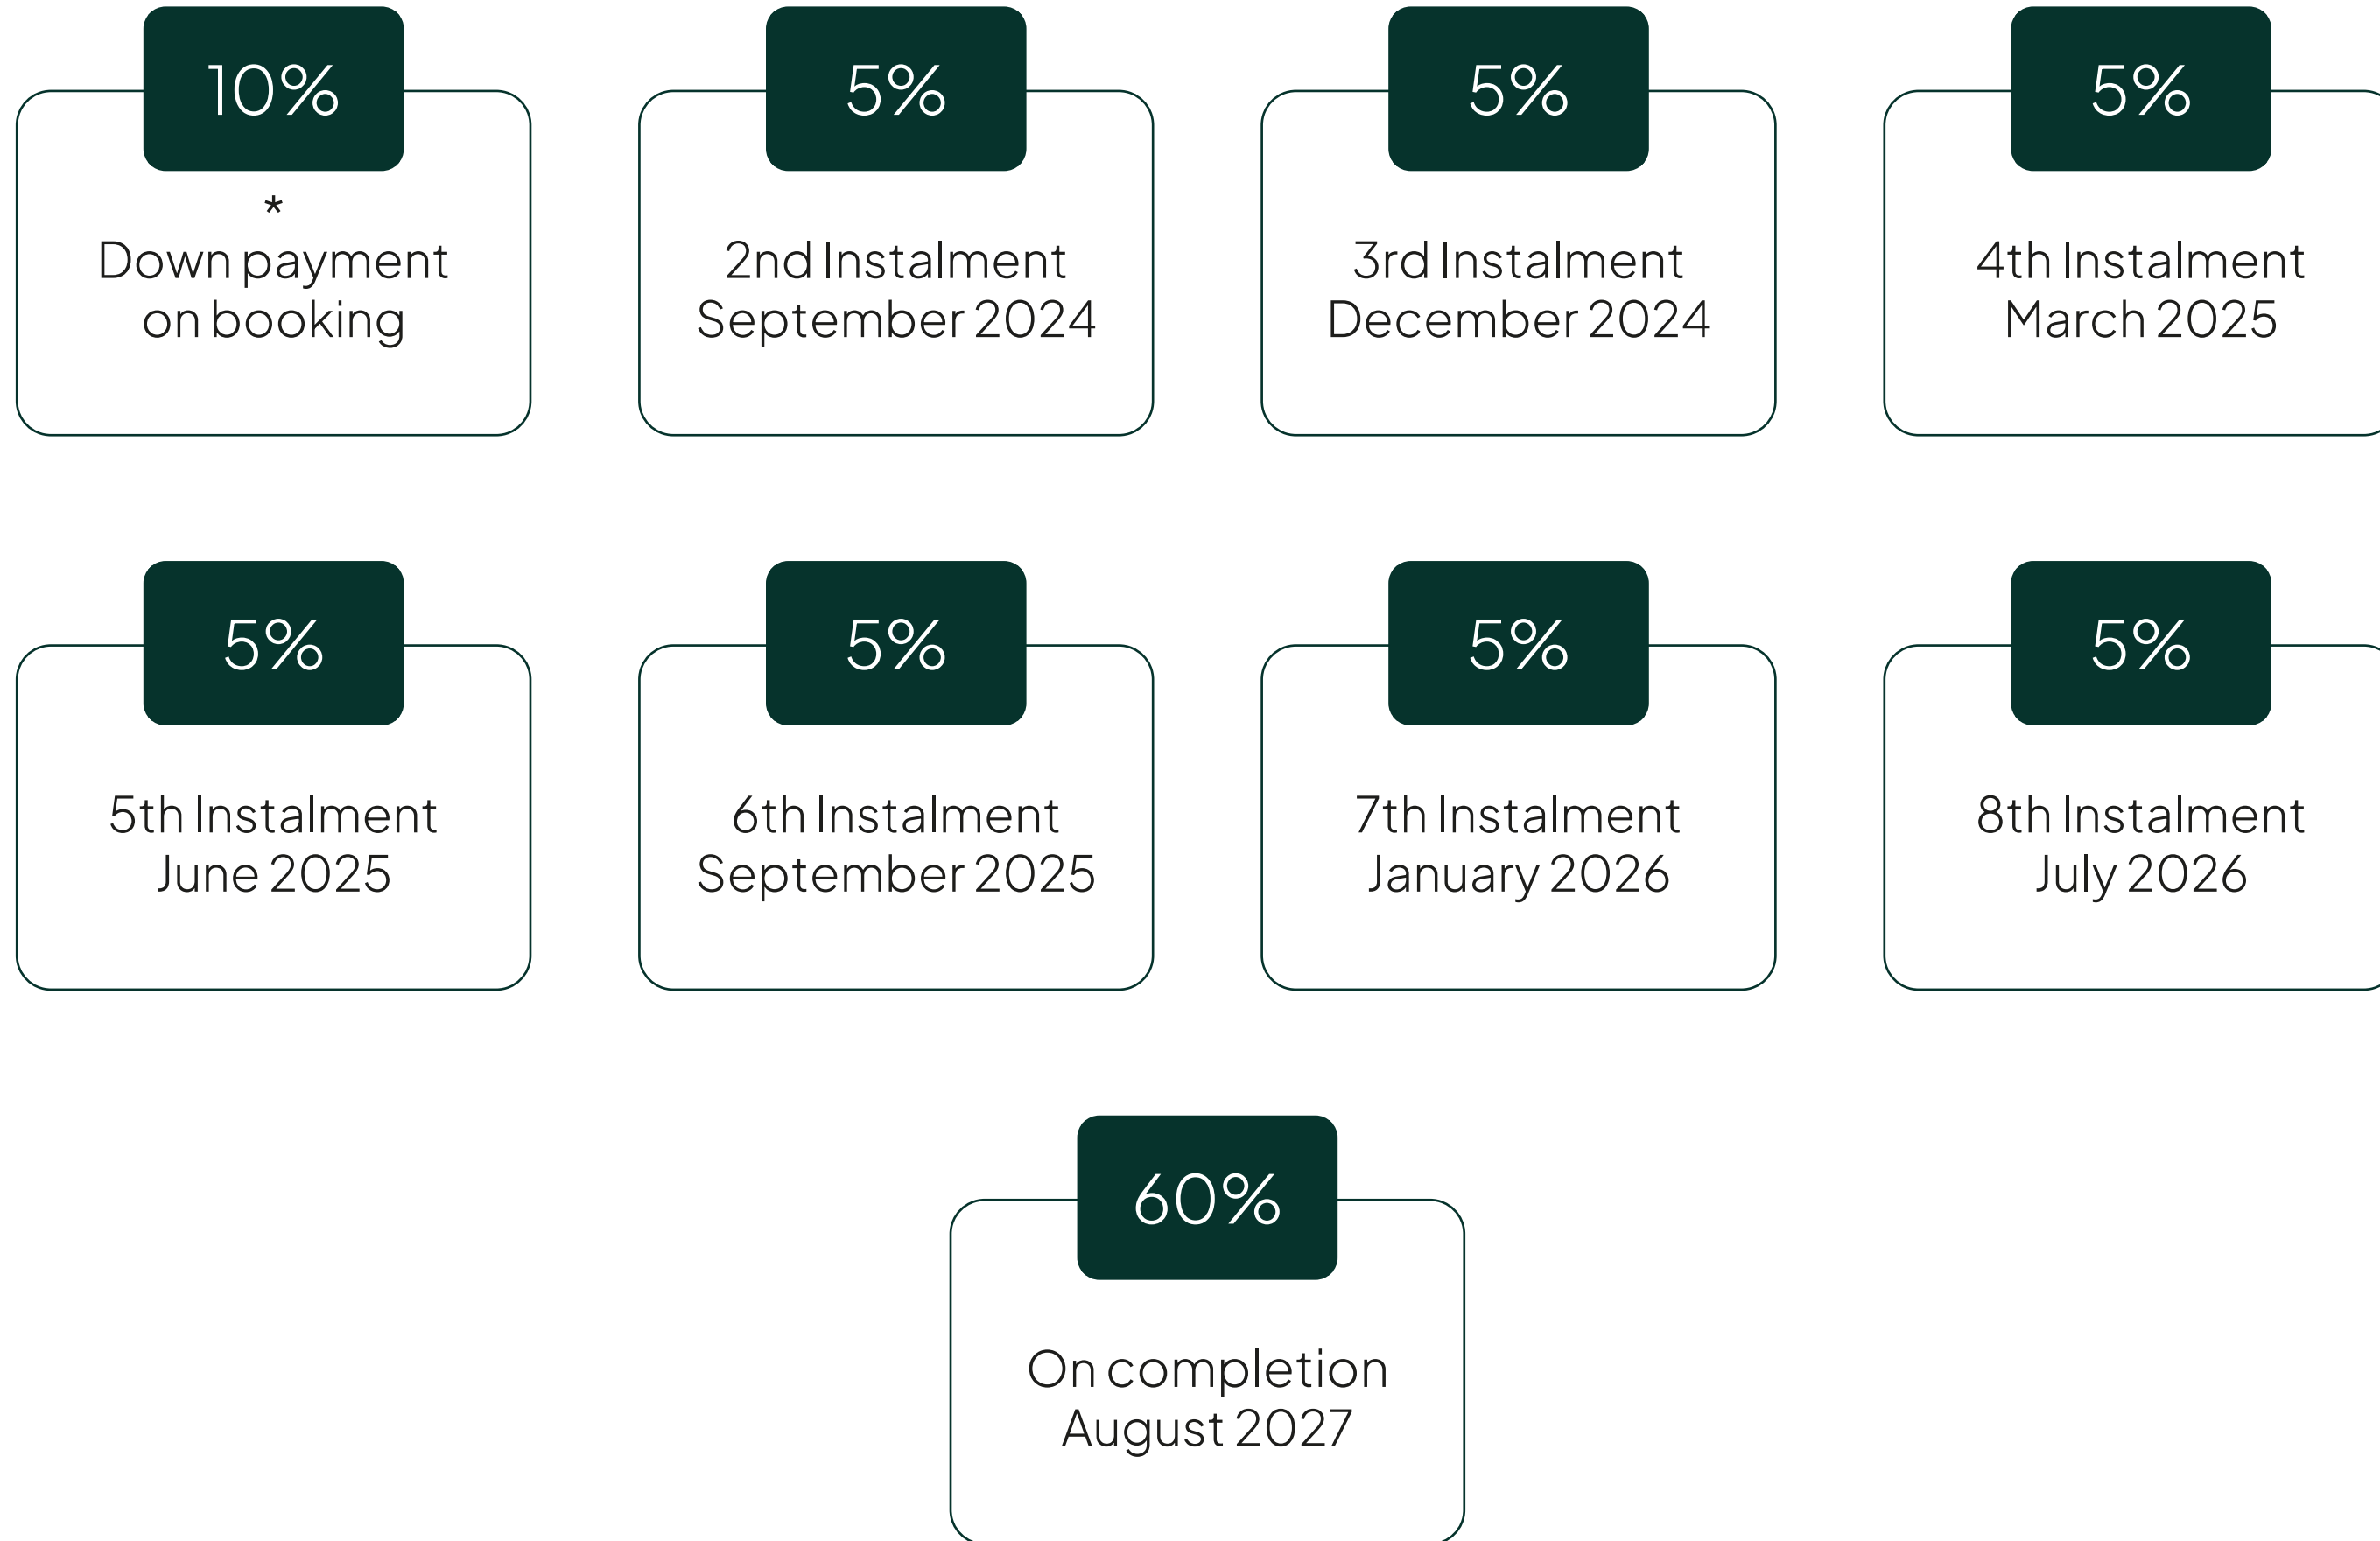 10%
*
Down payment
on booking
5%
2nd Instalment
September 2024
5%
3rd Instalment
December 2024
5%
4th Instalment
March 2025
5%
5th Instalment
June 2025
5%
6th Instalment
September 2025
5%
7th Instalment
January 2026
5%
8th Instalment
July 2026
60%
On completion
August 2027